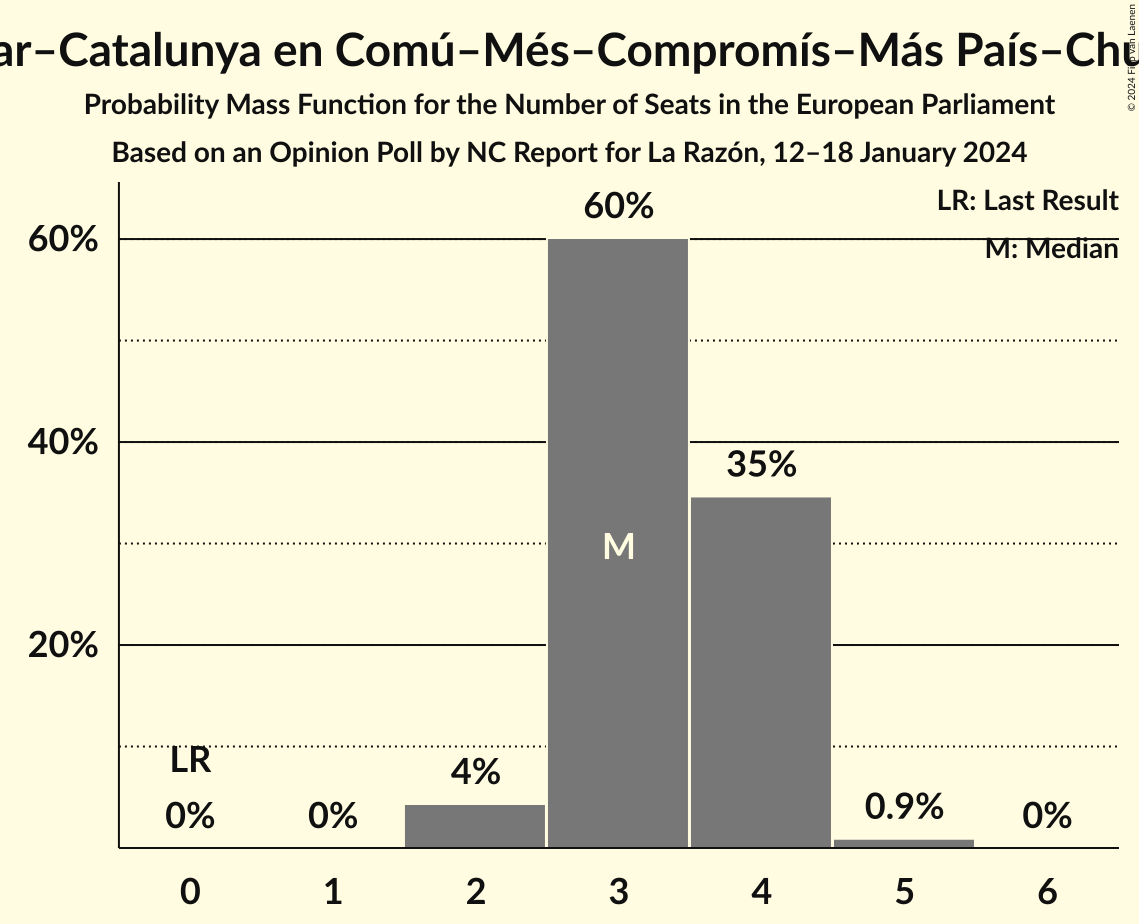 ar–Catalunya en Comú–Més–Compromís–Más País–Chu
© 2024 Filip van Laenen
Probability Mass Function for the Number of Seats in the European Parliament
Based on an Opinion Poll by NC Report for La Razón, 12–18 January 2024
LR: Last Result
M: Median
60%
40%
20%
60%
35%
M
LR
0%
0%
4%
0.9%
0%
0 1 2 3 4 5 6